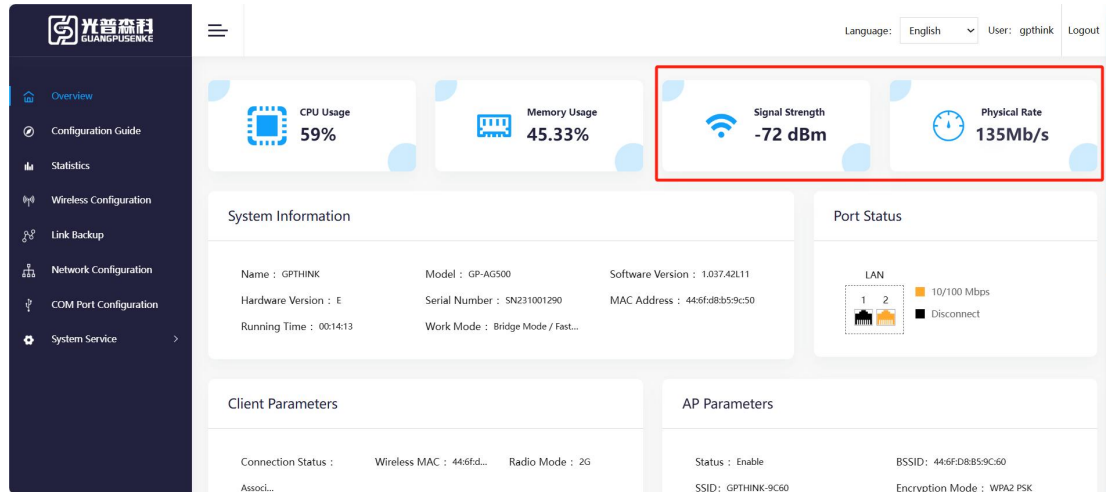 光普森科
GUANGPUSENKE
Language: English User: gpthink Logout
Overview
Configuration Guide
Statistics
Wireless Configuration
Link Backup
Network Configuration
COM Port Configuration
System Service
CPU Usage
59%
Memory Usage
45.33%
Signal Strength
-72 dBm
Physical Rate
135Mb/s
System Information
Name : GPTHINK Model : GP-AG500 Software Version : 1.037.42L11
Hardware Version : E Serial Number : SN231001290 MAC Address : 44:6f:d8:b5:9c:50
Running Time : 00:14:13 Work Mode : Bridge Mode / Fast...
Port Status
LAN
1 2
10/100 Mbps
Disconnect
Client Parameters
Connection Status : Wireless MAC : 44:6f:d... Radio Mode : 2G
Associ...
AP Parameters
Status : Enable BSSID: 44:6F:D8:B5:9C:60
SSID: GPTHINK-9C60 Encryption Mode : WPA2 PSK